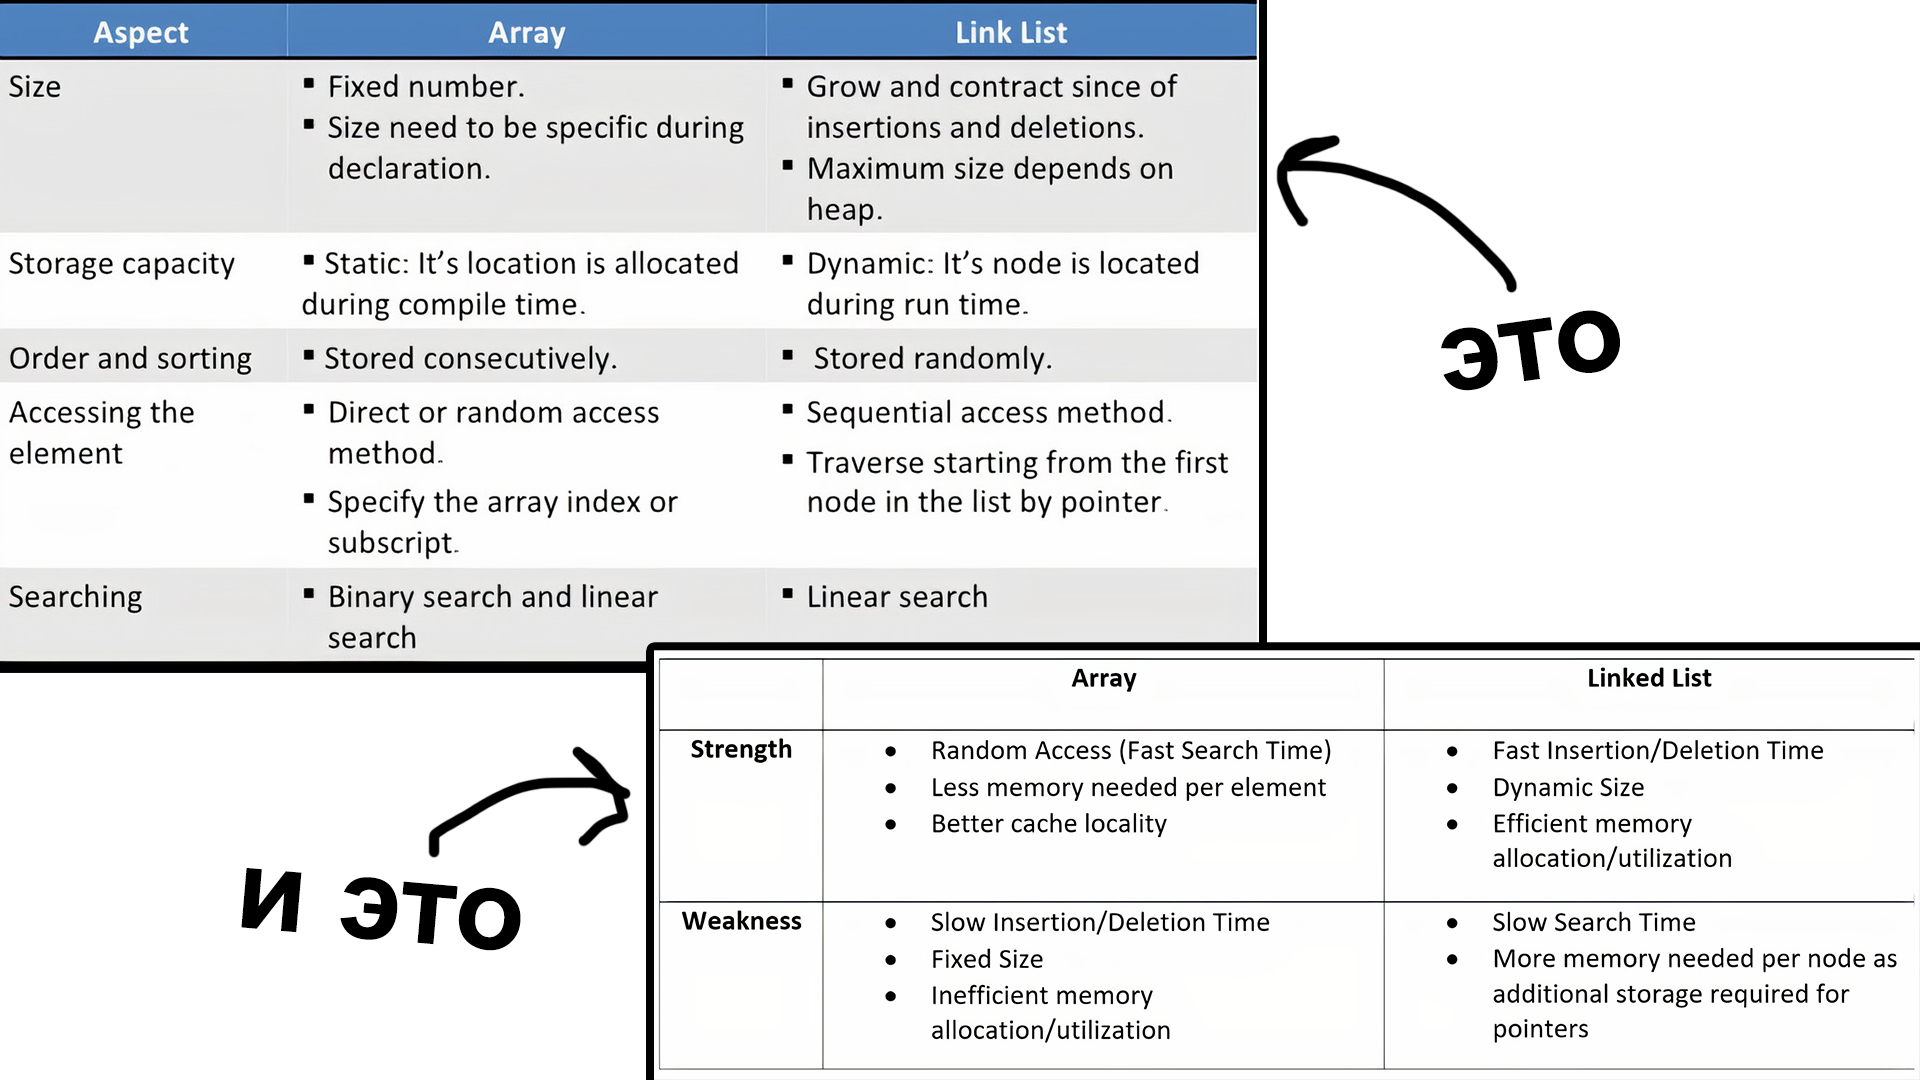 Aspect Array Link List
Size
▪ Fixed number.
▪ Size need to be specific during
declaration.
▪ Grow and contract since of
insertions and deletions.
▪ Maximum size depends on
heap.
Storage capacity
▪ Static: It’s location is allocated
during compile time.
▪ Dynamic: It’s node is located
during run time.
Order and sorting
▪ Stored consecutively.
▪ Stored randomly.
Accessing the
element
▪ Direct or random access
method.
▪ Specify the array index or
subscript.
▪ Sequential access method.
▪ Traverse starting from the first
node in the list by pointer.
Searching
▪ Binary search and linear
search
▪ Linear search
это
и это
Array Linked List
Strength
• Random Access (Fast Search Time)
• Less memory needed per element
• Better cache locality
• Fast Insertion/Deletion Time
• Dynamic Size
• Efficient memory
allocation/utilization
Weakness
• Slow Insertion/Deletion Time
• Fixed Size
• Inefficient memory
allocation/utilization
• Slow Search Time
• More memory needed per node as
additional storage required for
pointers